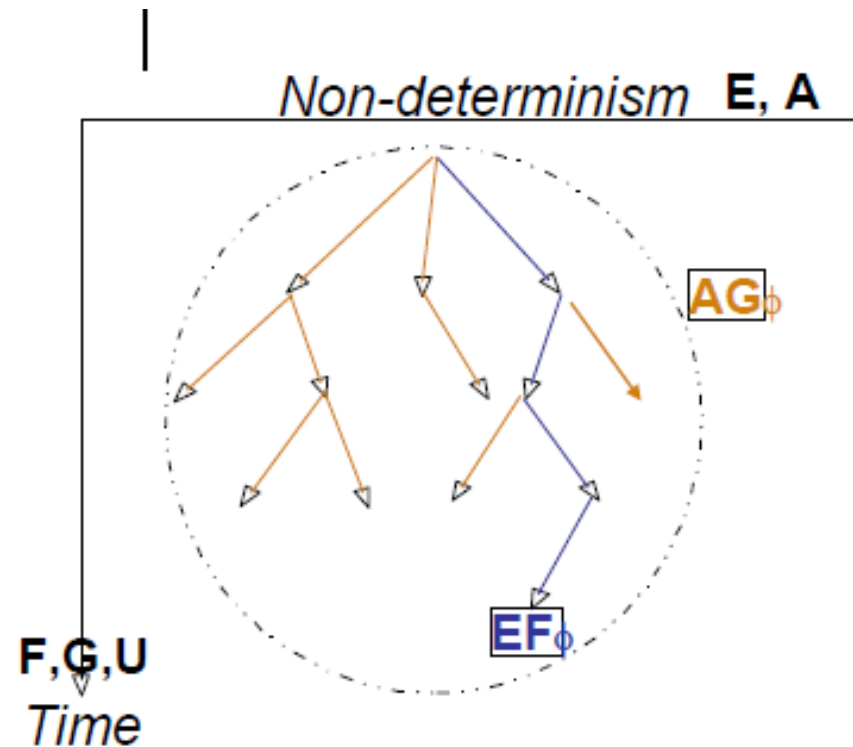 Non-determinism E, A
AGϕ
EFϕ
F,G,U
Time